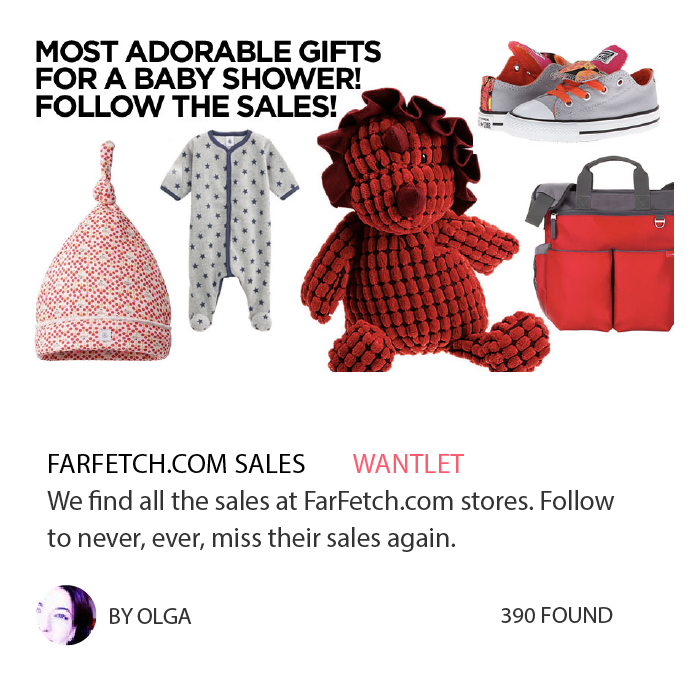 MOST ADORABLE GIFTS
FOR A BABY SHOWER!
FOLLOW THE SALES!
FARFETCH.COM SALES WANTLET
We find all the sales at FarFetch.com stores. Follow
to never, ever, miss their sales again.
BY OLGA 390 FOUND